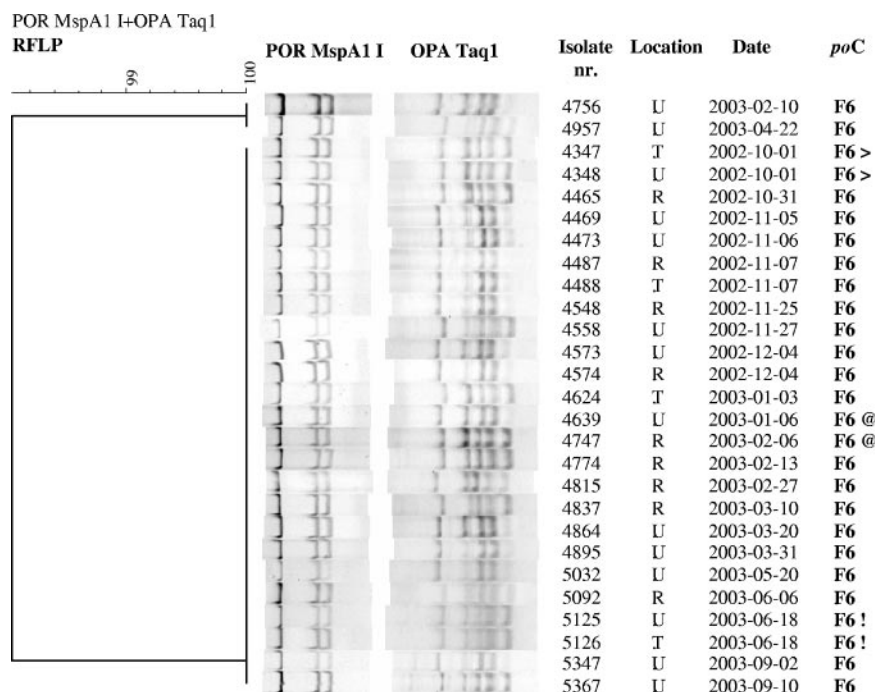 POR MspA1 I+OPA Taq1
RFLP
POR MspA1 I OPA Taq1 Isolate nr. Location Date poC
99 100
4756 U 2003-02-10 F6
4957 U 2003-04-22 F6
4347 T 2002-10-01 F6 >
4348 U 2002-10-01 F6 >
4465 R 2002-10-31 F6
4469 U 2002-11-05 F6
4473 U 2002-11-06 F6
4487 R 2002-11-07 F6
4488 T 2002-11-07 F6
4548 R 2002-11-25 F6
4558 U 2002-11-27 F6
4573 U 2002-12-04 F6
4574 R 2002-12-04 F6
4624 T 2003-01-03 F6
4639 U 2003-01-06 F6 @
4747 R 2003-02-06 F6 @
4774 R 2003-02-13 F6
4815 R 2003-02-27 F6
4837 R 2003-03-10 F6
4864 U 2003-03-20 F6
4895 U 2003-03-31 F6
5032 U 2003-05-20 F6
5092 R 2003-06-06 F6
5125 U 2003-06-18 F6 !
5126 T 2003-06-18 F6 !
5347 U 2003-09-02 F6
5367 U 2003-09-10 F6